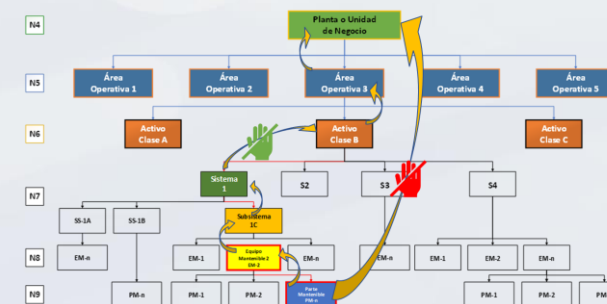 N4
Planta o Unidad
de Negocio
N5
Área
Operativa 1
Área
Operativa 2
Área
Operativa 3
Área
Operativa 4
Área
Operativa 5
N6
Activo
Clase A
Activo
Clase B
Activo
Clase C
N7
Sistema
1
S2
S3
S4
SS-1A
SS-1B
Subsistema
1C
N8
EM-n
EM-1
Equipo
Mantenible 2
EM-2
EM-n
EM-n
EM-1
EM-2
EM-n
N9
PM-n
PM-1
PM-2
Parte
Mantenible
PM-n
PM-1
PM-2
PM